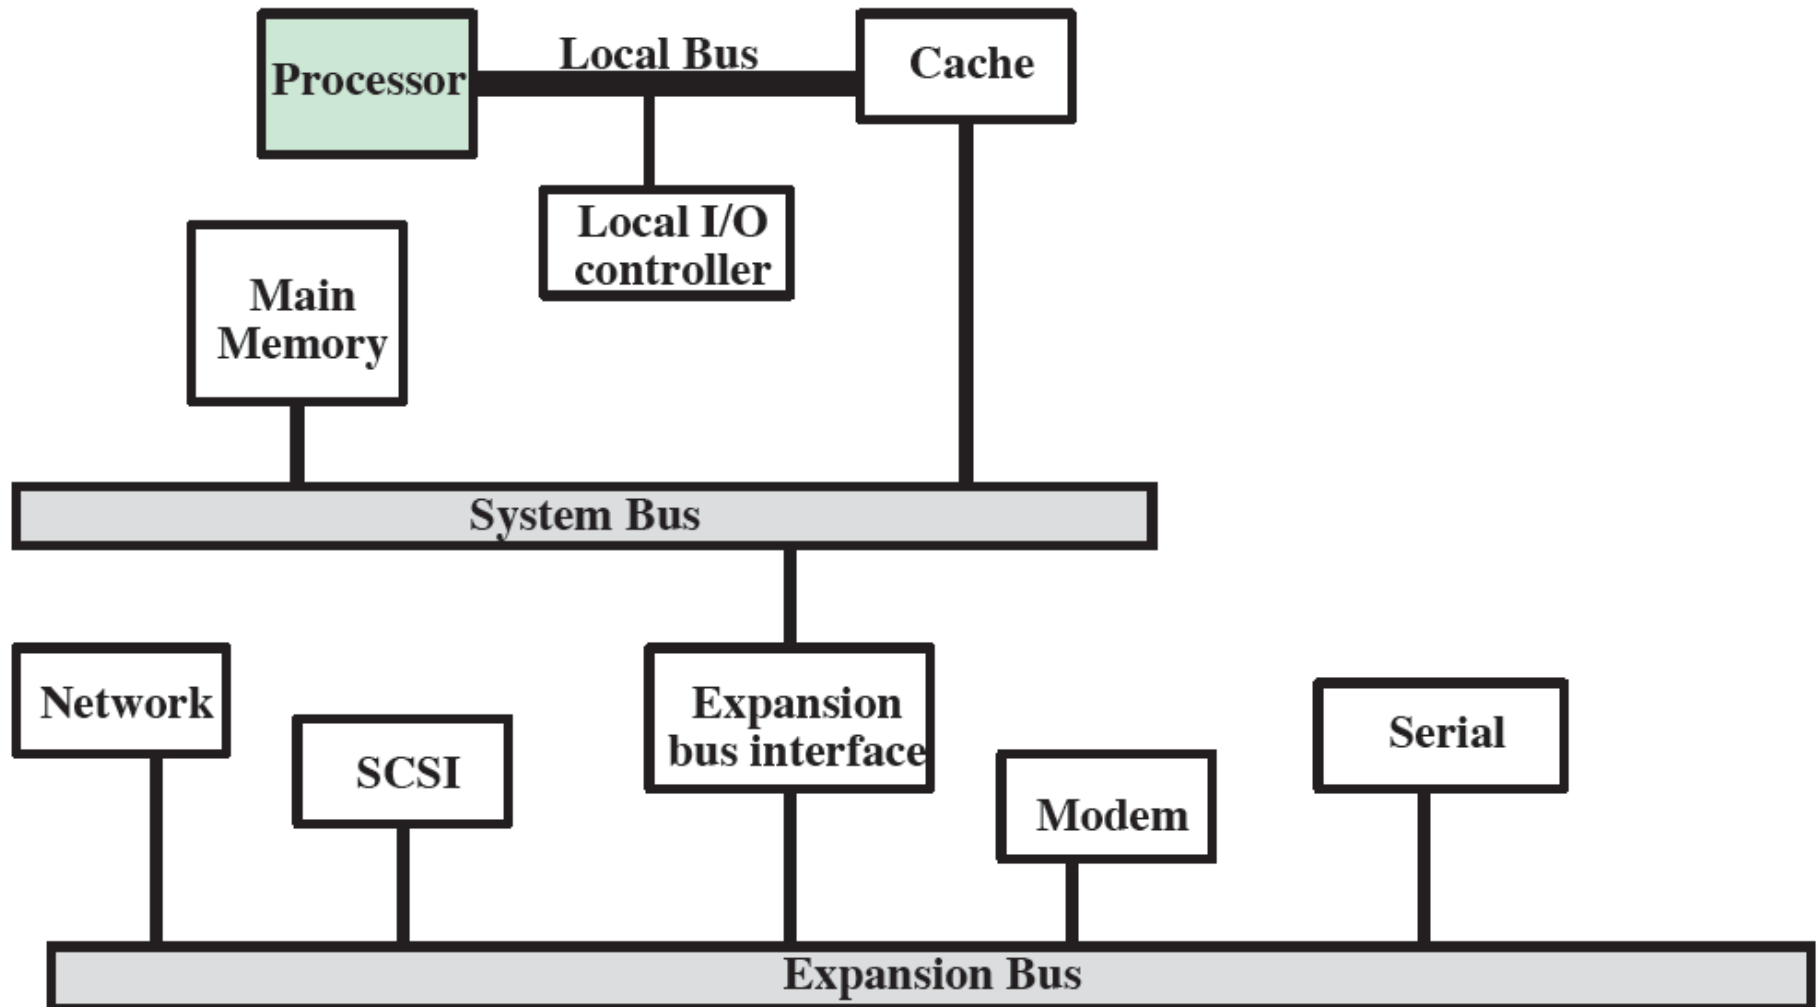 Processor
Local Bus
Cache
Local I/O
controller
Main
Memory
System Bus
Network
SCSI
Expansion
bus interface
Modem
Serial
Expansion Bus